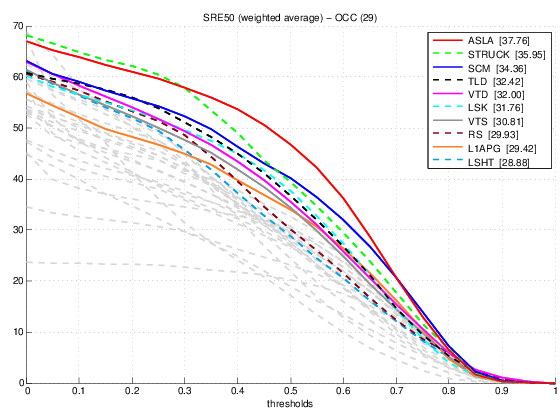 SRE50 (weighted average) – OCC (29)
70
60
50
40
30
20
10
0
0
0.1
0.2
0.3
0.4
0.5
0.6
0.7
0.8
0.9
1
thresholds
ASLA [37.76]
STRUCK [35.95]
SCM [34.36]
TLD [32.42]
VTD [32.00]
LSK [31.76]
VTS [30.81]
RS [29.93]
L1APG [29.42]
LSHT [28.88]